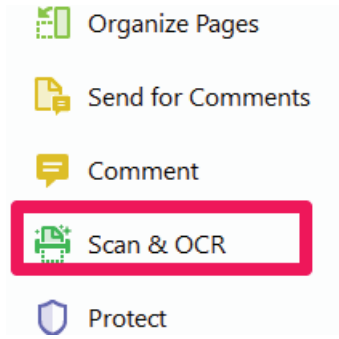 Organize Pages
Send for Comments
Comment
Scan & OCR
Protect